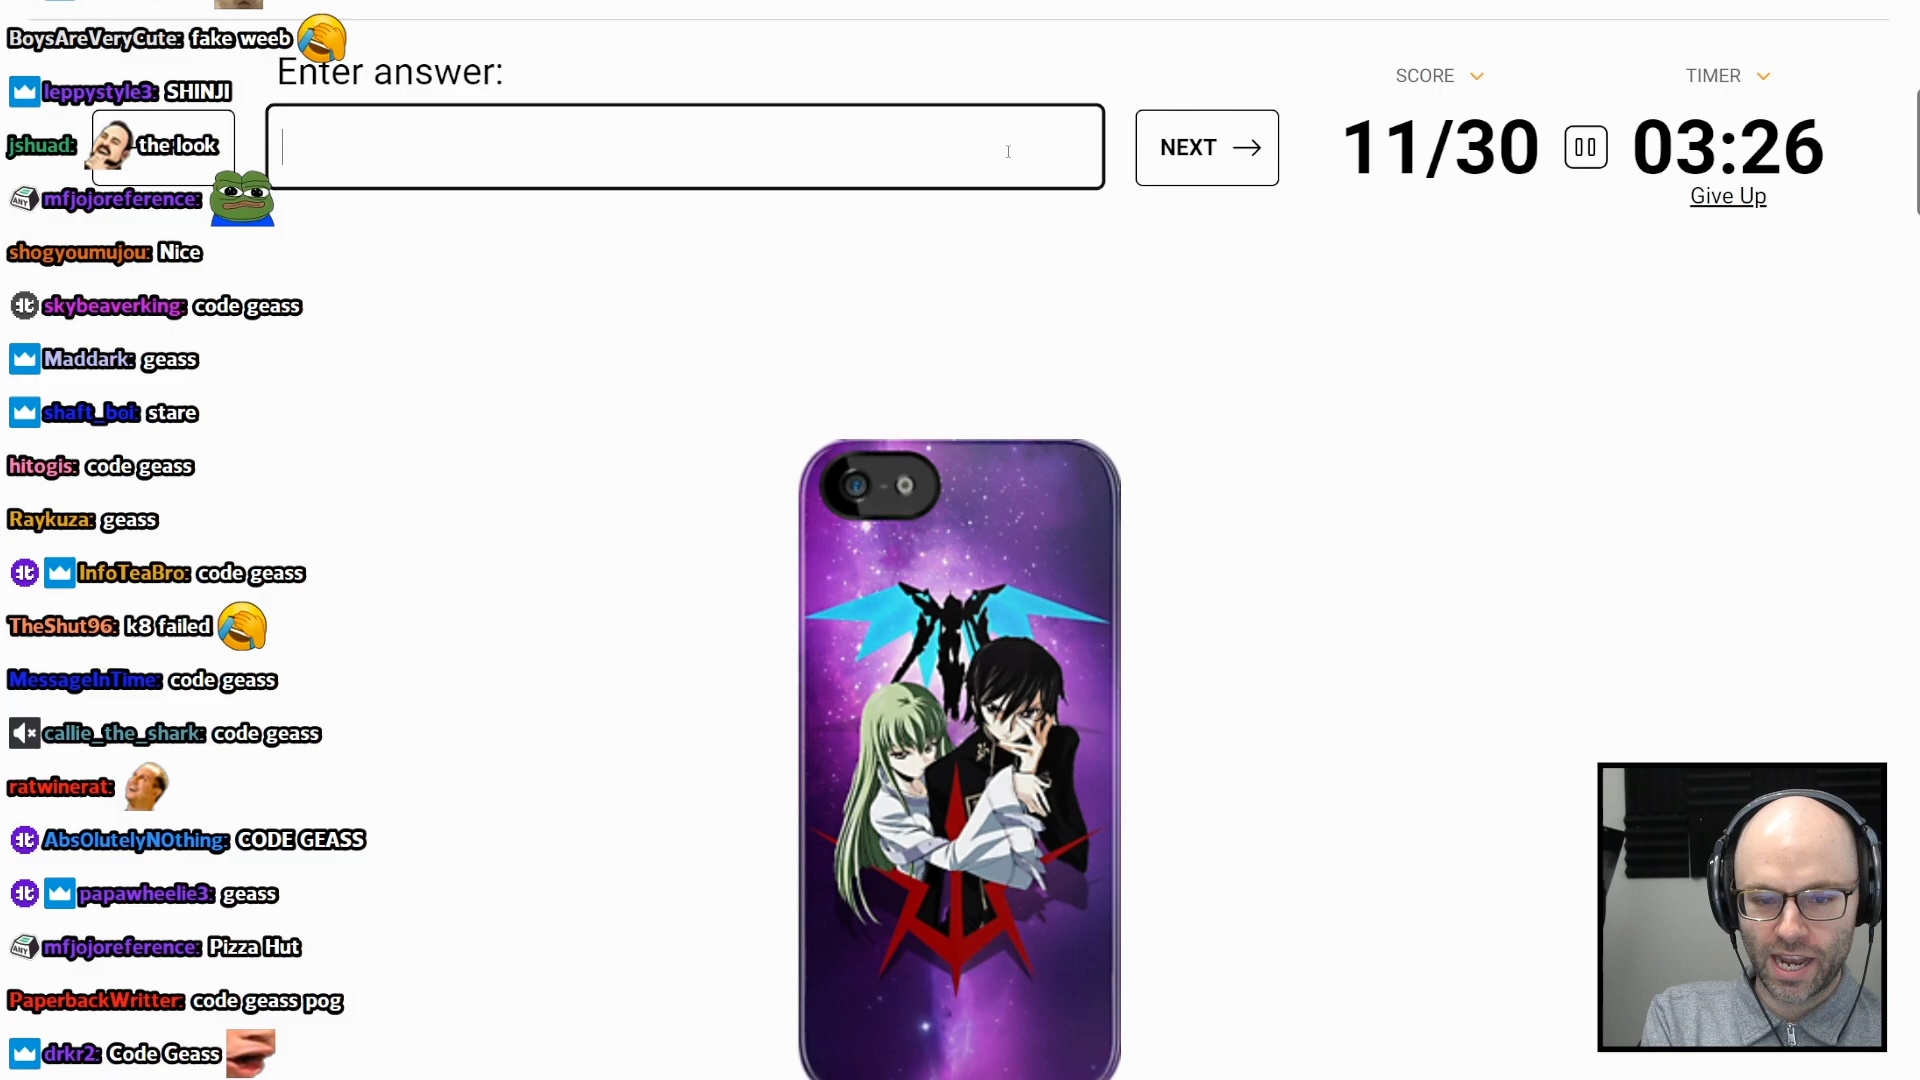 BoysAreVeryCute: fake weeb
leppystyle3: SHINJI
jshuad: the look
mfjojoreference:
shogyoumujou: Nice
skybeaverking: code geass
Maddark: geass
shaft_boi: stare
hitogis: code geass
Raykuza: geass
InfoTeaBro: code geass
TheShut96: k8 failed
MessageInTime: code geass
callie_the_shark: code geass
ratwinerat:
AbsOlutelyNOthing: CODE GEASS
papawheelie3: geass
mfjojoreference: Pizza Hut
PaperbackWritter: code geass pog
drkr2: Code Geass
Enter answer:
NEXT
SCORE
11/30
TIMER
03:26
Give Up